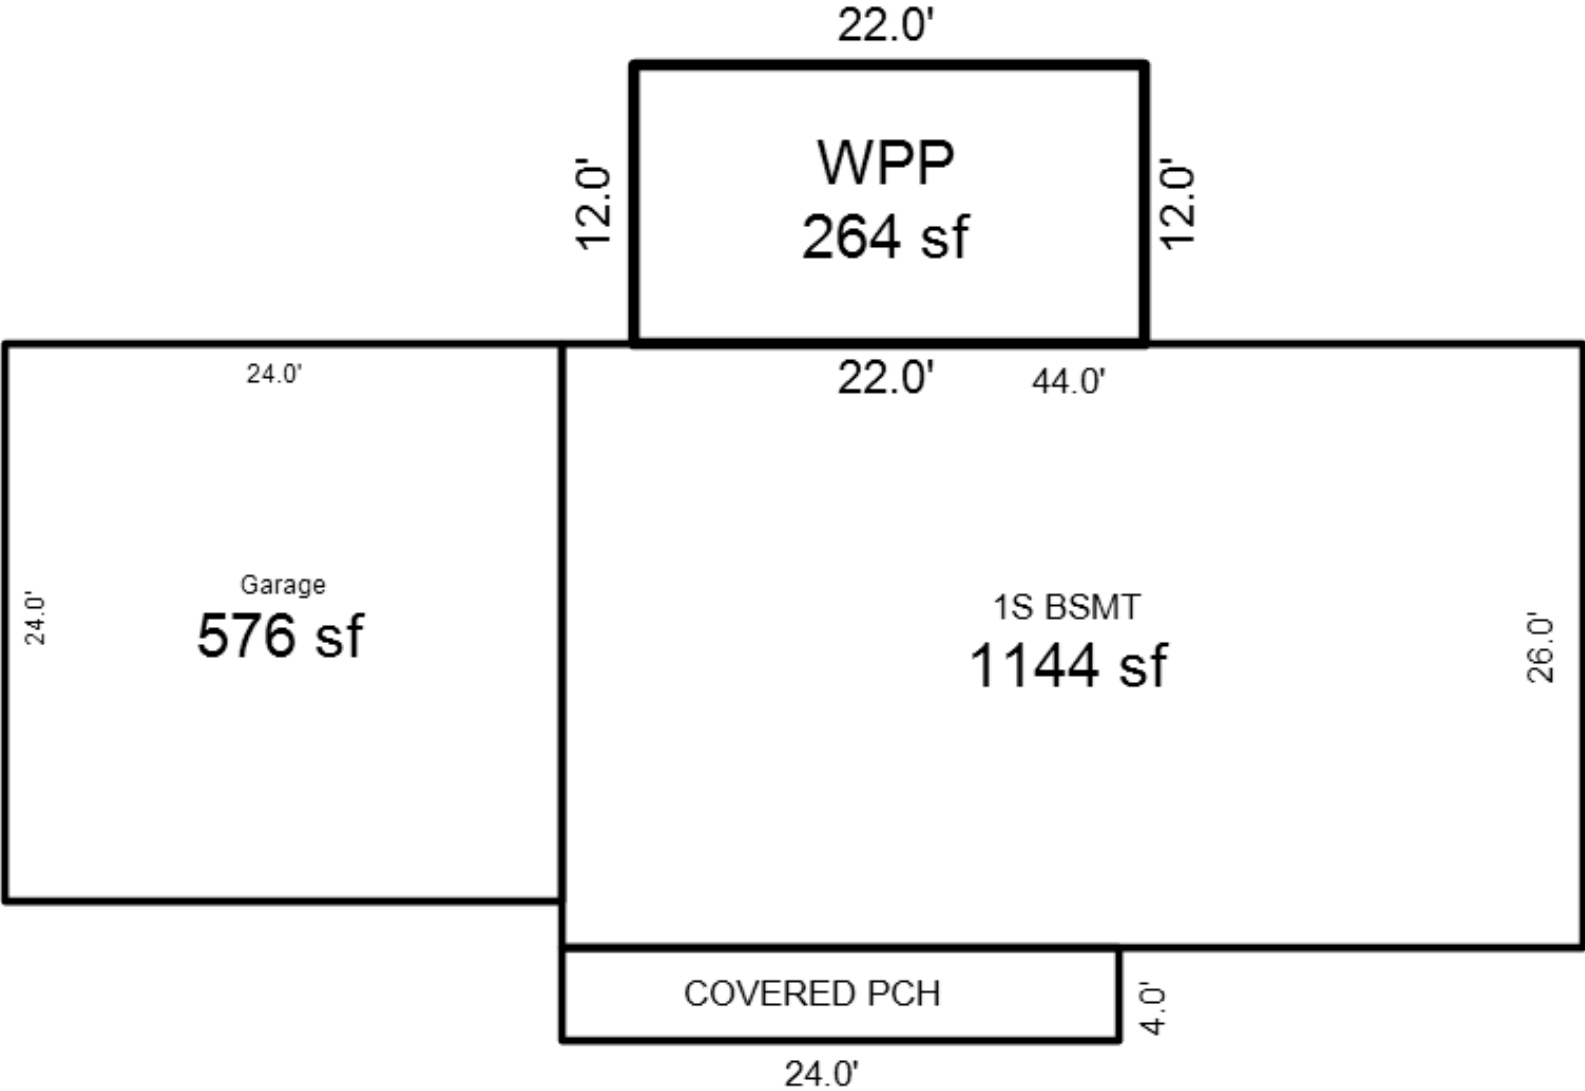 22.0'
12.0'
WPP
264 sf
12.0'
24.0'
22.0'
44.0'
24.0'
Garage
576 sf
1S BSMT
1144 sf
26.0'
COVERED PCH
4.0'
24.0'